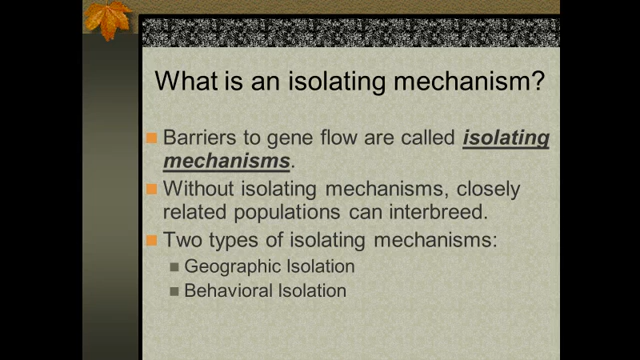 What is an isolating mechanism?
Barriers to gene flow are called isolating
mechanisms.
Without isolating mechanisms, closely
related populations can interbreed.
Two types of isolating mechanisms:
Geographic Isolation
Behavioral Isolation